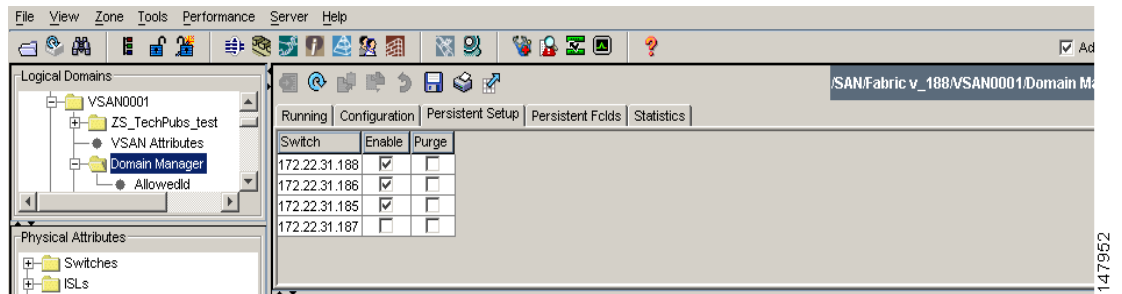 File View Zone Tools Performance Server Help
Ad
Logical Domains
/SAN/Fabric v_188/VSAN0001/Domain Ma
VSAN0001
ZS_TechPubs_test
VSAN Attributes
Domain Manager
AllowedId
Running Configuration Persistent Setup Persistent FcIds Statistics
Switch Enable Purge
172.22.31.188
172.22.31.186
172.22.31.185
172.22.31.187
Physical Attributes
Switches
ISLs
147952